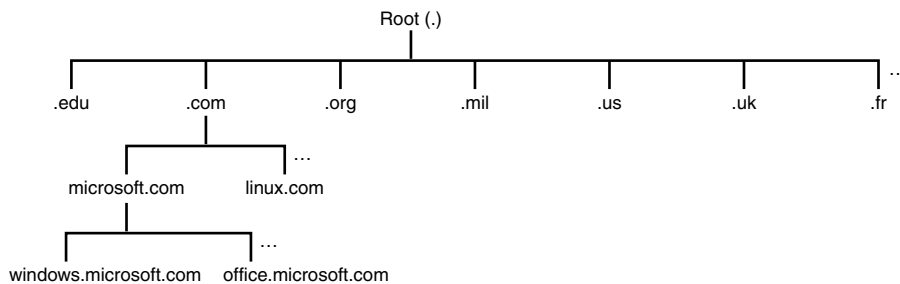 Root (.)
...
.edu .com .org .mil .us .uk .fr
...
microsoft.com linux.com
...
windows.microsoft.com office.microsoft.com